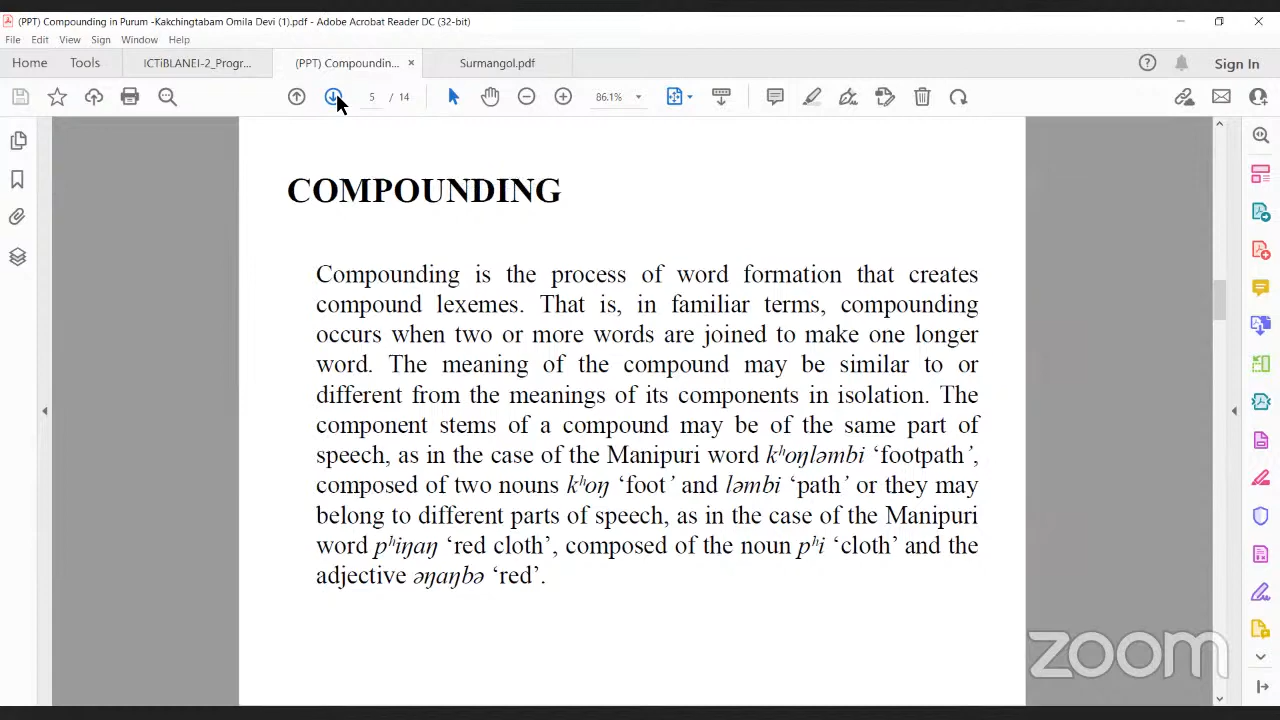 (PPT) Compounding in Purum -Kakchingtabam Omila Devi (1).pdf - Adobe Acrobat Reader DC (32-bit)
File Edit View Sign Window Help
Home Tools ICTiBLANEI-2_Progr... (PPT) Compoundin... × Surmangol.pdf Sign In
5 / 14 86.1%
COMPOUNDING
Compounding is the process of word formation that creates
compound lexemes. That is, in familiar terms, compounding
occurs when two or more words are joined to make one longer
word. The meaning of the compound may be similar to or
different from the meanings of its components in isolation. The
component stems of a compound may be of the same part of
speech, as in the case of the Manipuri word kʰoŋləmbi ‘footpath’,
composed of two nouns kʰoŋ ‘foot’ and ləmbi ‘path’ or they may
belong to different parts of speech, as in the case of the Manipuri
word pʰiŋaŋ ‘red cloth’, composed of the noun pʰi ‘cloth’ and the
adjective əŋaŋbə ‘red’.
zoom